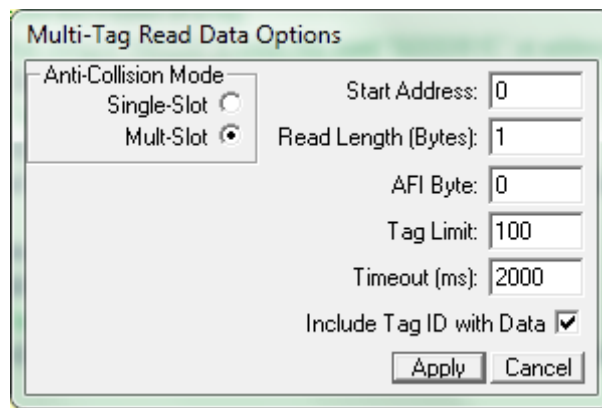 Multi-Tag Read Data Options
Anti-Collision Mode
Single-Slot
Mult-Slot
Start Address: 0
Read Length (Bytes): 1
AFI Byte: 0
Tag Limit: 100
Timeout (ms): 2000
Include Tag ID with Data
Apply Cancel